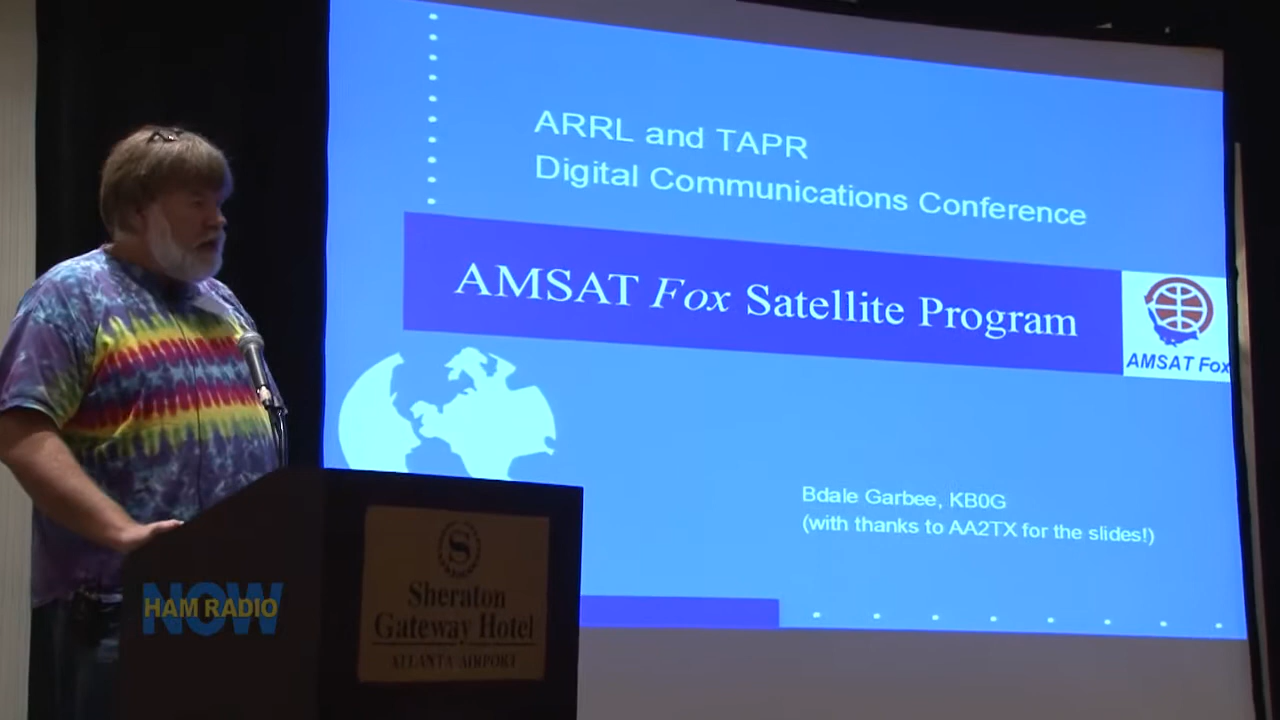 ARRL and TAPR
Digital Communications Conference
AMSAT Fox Satellite Program
AMSAT Fox
Bdale Garbee, KB0G
(with thanks to AA2TX for the slides!)
S
Sheraton
Gateway Hotel
ATLANTA AIRPORT
NOW
HAM RADIO